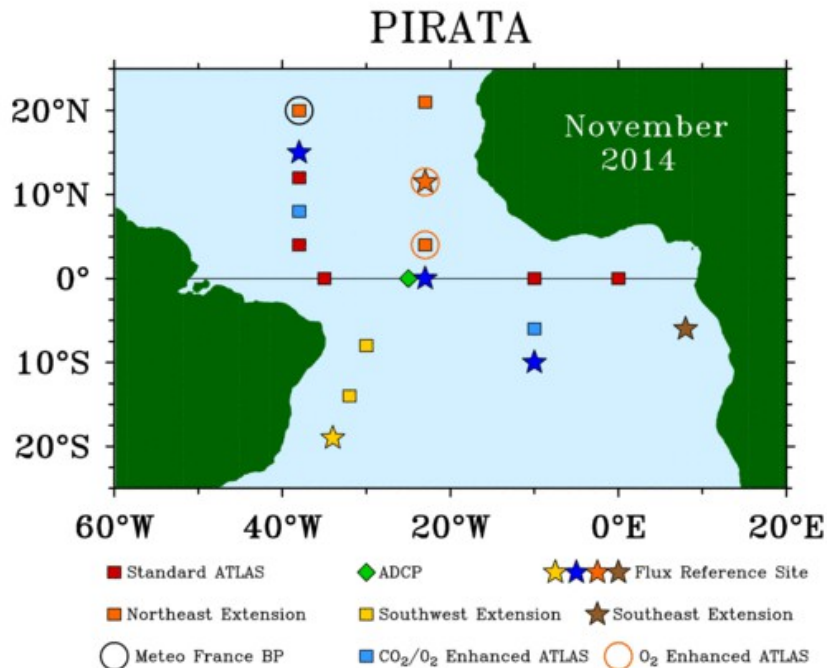 PIRATA
November
2014
20°N
10°N
0°
10°S
20°S
60°W 40°W 20°W 0°E 20°E
Standard ATLAS ADCP Flux Reference Site
Northeast Extension Southwest Extension Southeast Extension
Meteo France BP CO₂/O₂ Enhanced ATLAS O₂ Enhanced ATLAS